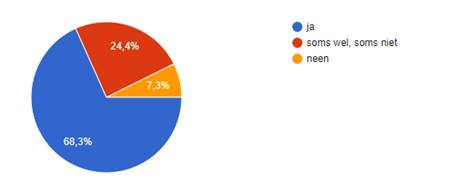 ja
soms wel, soms niet
neen
24,4%
7,3%
68,3%